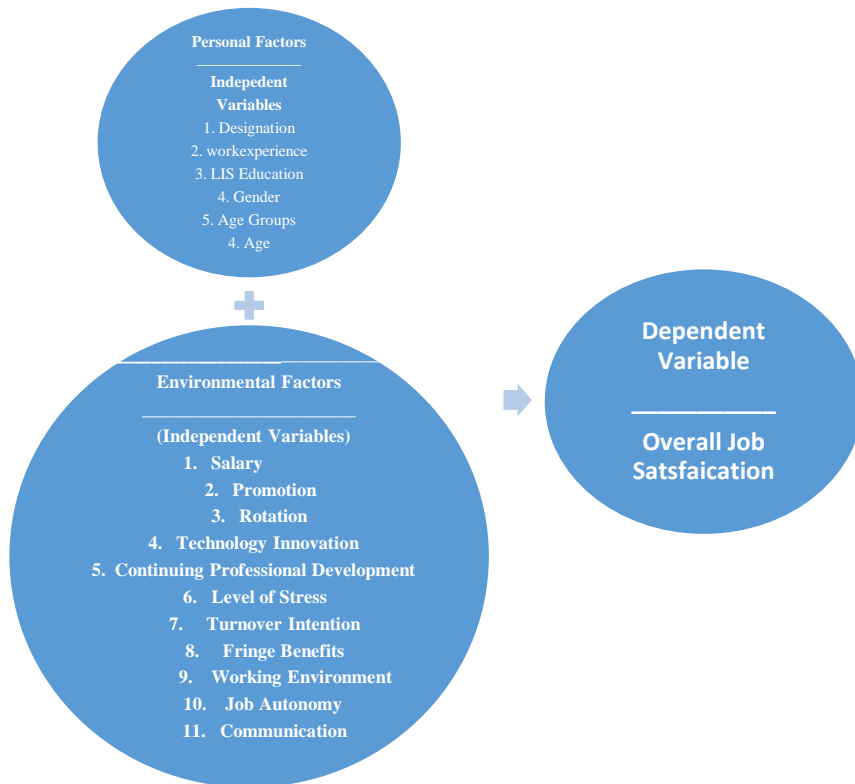 Personal Factors
Indepedent
Variables
1. Designation
2. workexperience
3. LIS Education
4. Gender
5. Age Groups
4. Age
Environmental Factors
(Independent Variables)
1. Salary
2. Promotion
3. Rotation
4. Technology Innovation
5. Continuing Professional Development
6. Level of Stress
7. Turnover Intention
8. Fringe Benefits
9. Working Environment
10. Job Autonomy
11. Communication
Dependent
Variable
Overall Job
Satsfaication